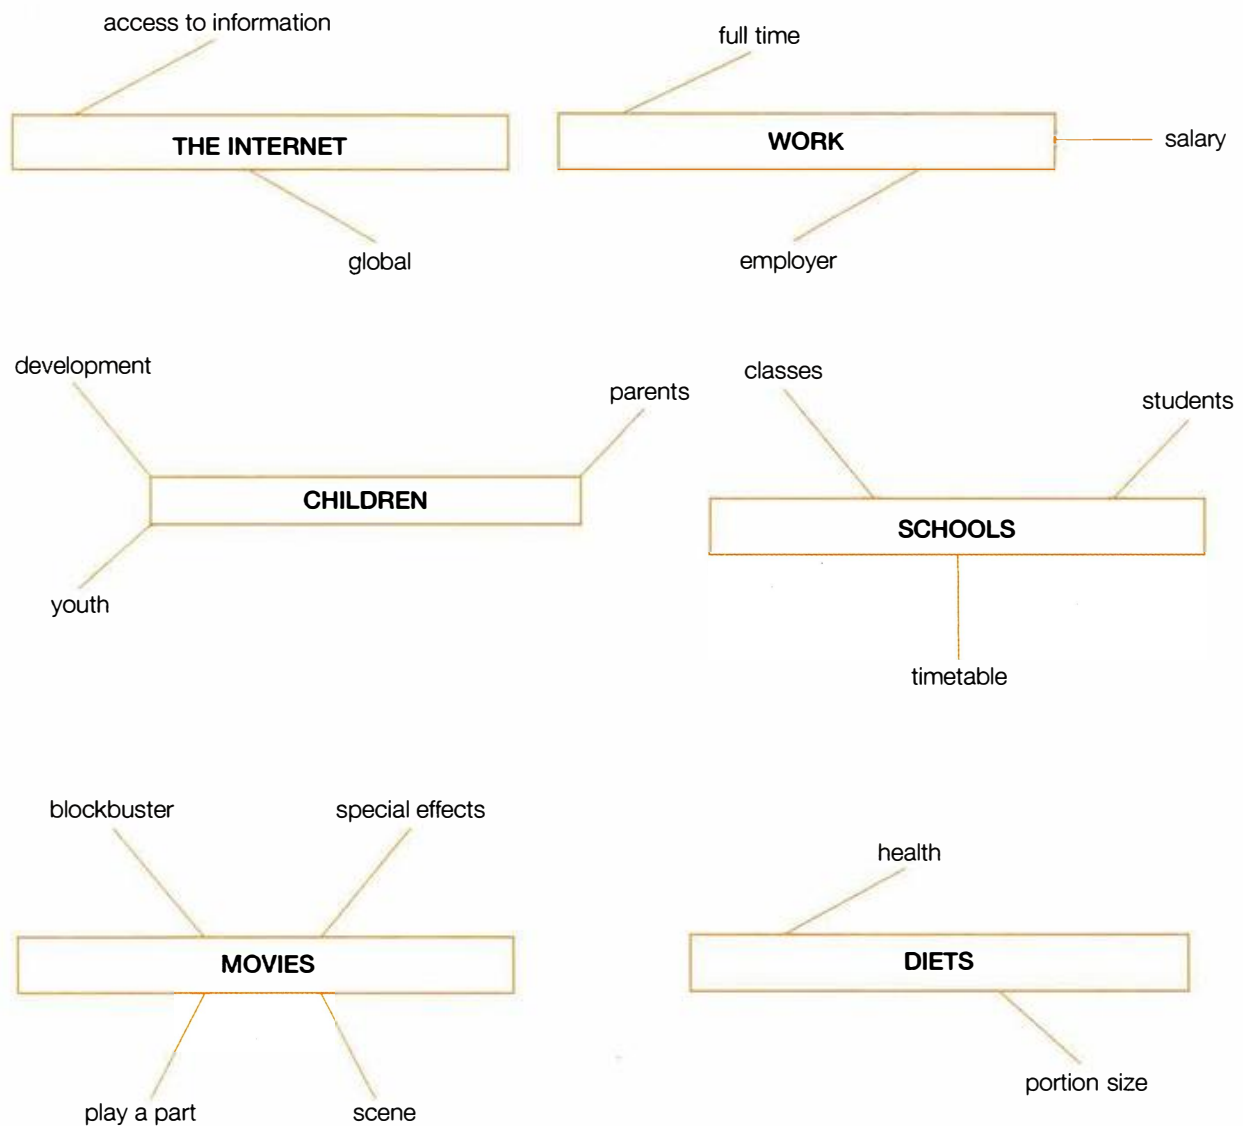 access to information
THE INTERNET
global
full time
WORK
salary
employer
development
parents
CHILDREN
youth
classes
students
SCHOOLS
timetable
blockbuster
special effects
MOVIES
play a part
scene
health
DIETS
portion size